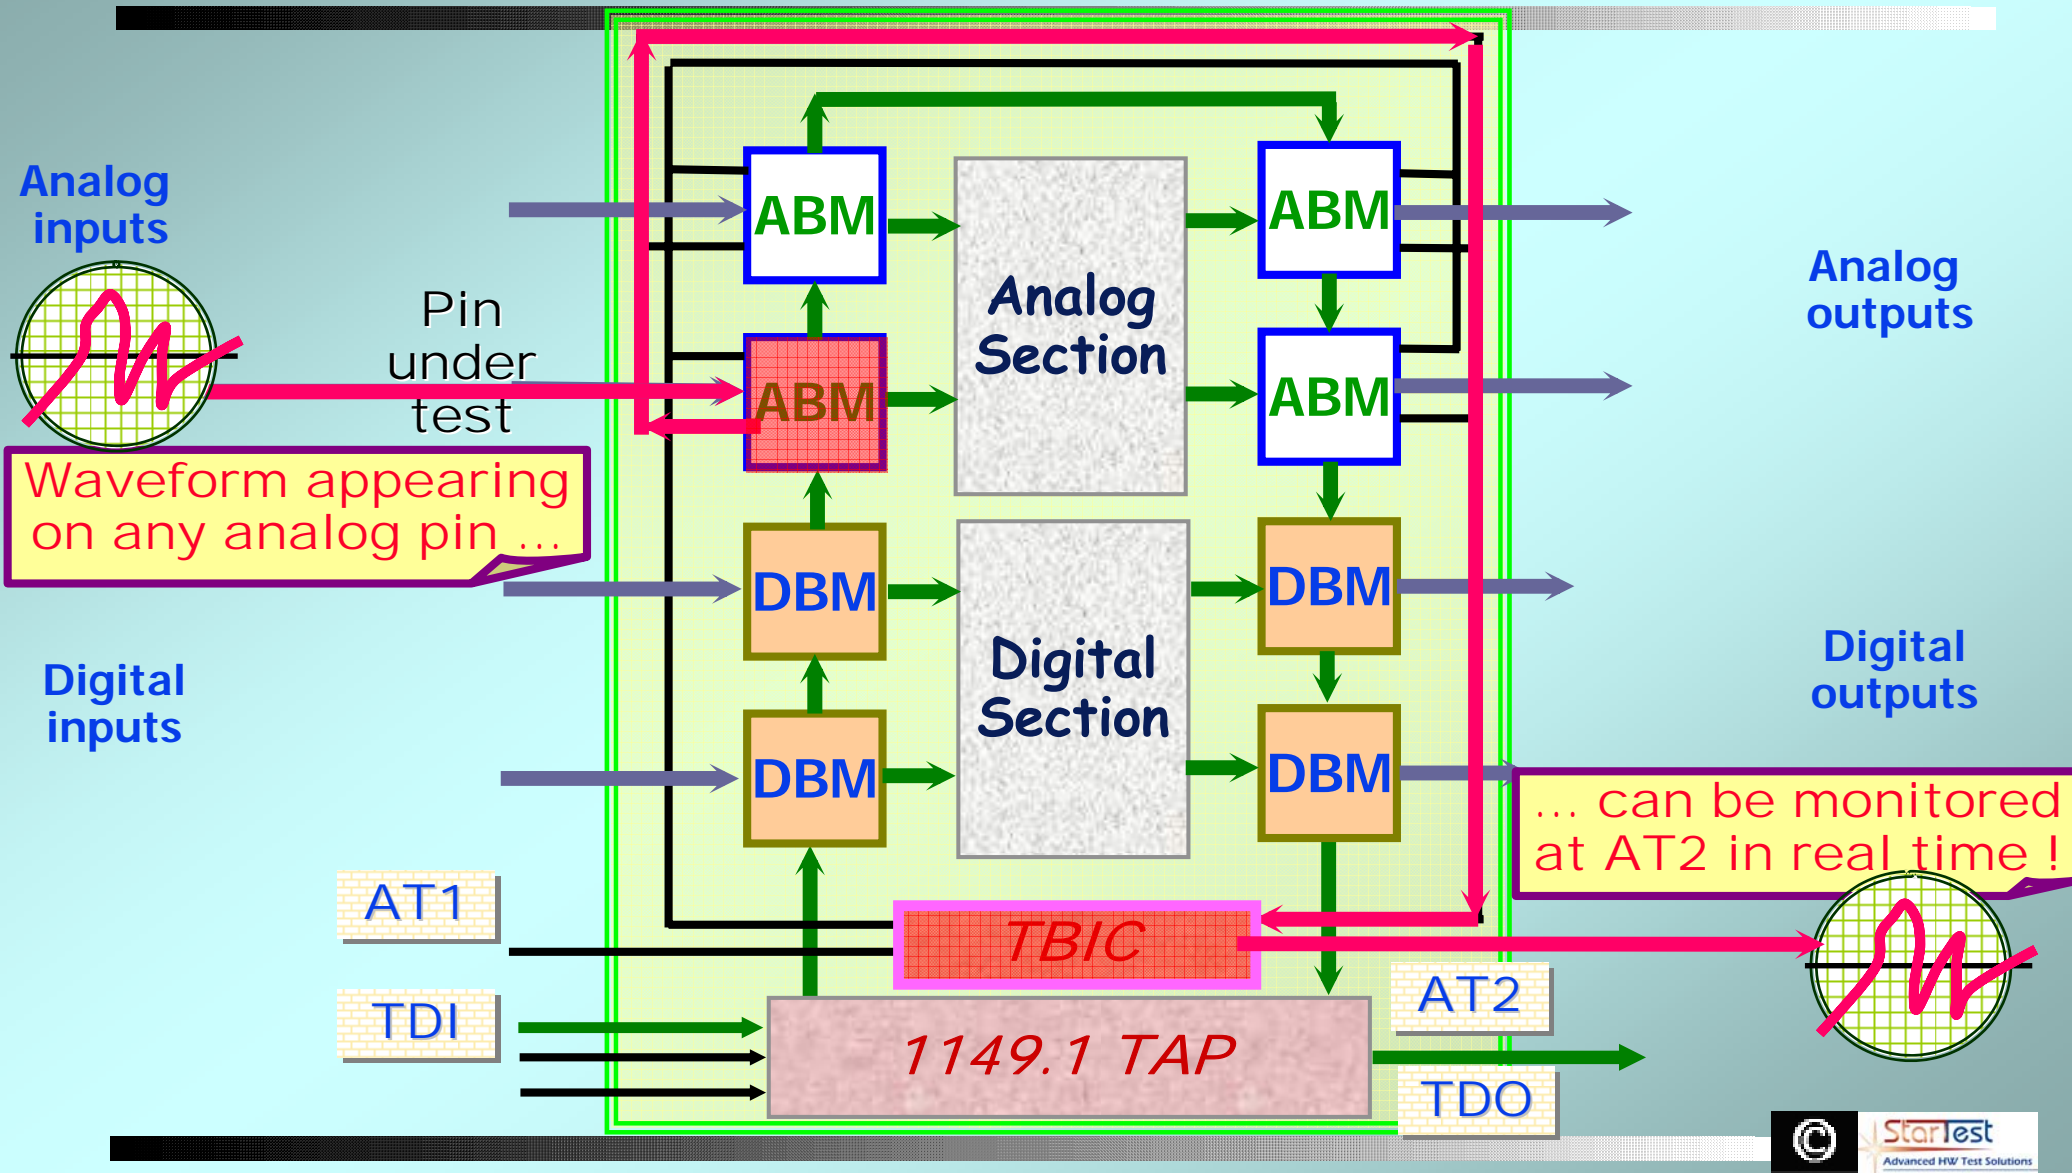 Analog
inputs
Pin
under
test
Waveform appearing
on any analog pin ...
Digital
inputs
AT1
TDI
ABM
ABM
DBM
DBM
Analog
Section
Digital
Section
ABM
ABM
DBM
DBM
TBIC
1149.1 TAP
Analog
outputs
Digital
outputs
... can be monitored
at AT2 in real time !
AT2
TDO
©
StarTest
Advanced HW Test Solutions